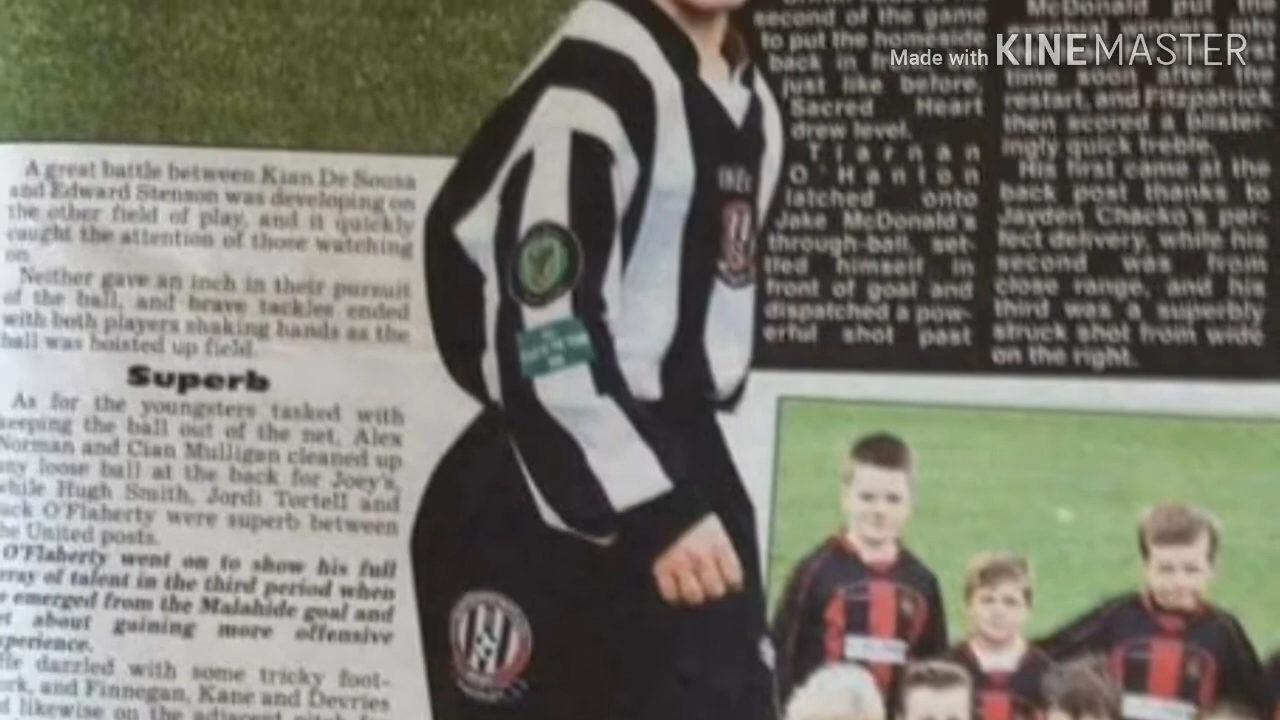 Made with KINEMASTER
A great battle between Kian De Sousa
and Edward Stenson was developing on
the other field of play, and it quickly
caught the attention of those watching
on.
Neither gave an inch in their pursuit
of the ball, and brave tackles ended
with both players shaking hands as the
ball was hoisted up field.
Superb
As for the youngsters tasked with
keeping the ball out of the net, Alex
Norman and Cian Mulligan cleaned up
any loose ball at the back for Joey's,
while Hugh Smith, Jordi Tortell and
ack O'Flaherty were superb between
he United posts.
O'Flaherty went on to show his full
rray of talent in the third period when
e emerged from the Malahide goal and
et about gaining more offensive
xperience.
He dazzled with some tricky foot-
ork, and Finnegan, Kane and Devries
d likewise on the adjacent pitch for
second of the game
to put the homeside
back in
just like before,
Sacred Heart
drew level.
Tiarnan
O'Hanlon
latched onto
Jake McDonald's
through-ball, set-
tled himself in
front of goal and
dispatched a pow-
erful shot past
McDonald put the
winners into
time soon after the
restart, and Fitzpatrick
then scored a blister-
ingly quick treble.
His first came at the
back post thanks to
Jayden Chacko's per-
fect delivery, while his
second was from
close range, and his
third was a superbly
struck shot from wide
on the right.